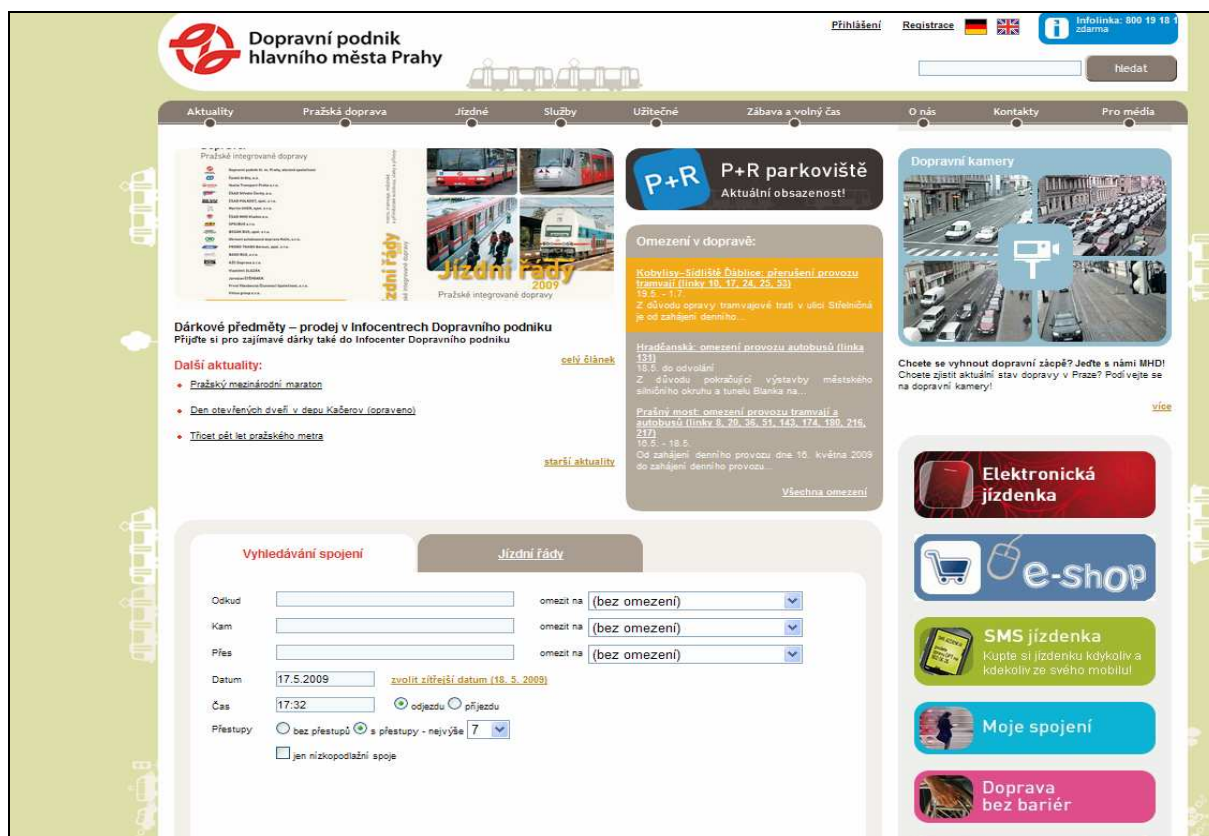 Dopravní podnik
hlavního města Prahy
Přihlášení
Registrace
Infolinka: 800 19 18 1
zdarma
hledat
Aktuality
Pražská doprava
Jízdné
Služby
Užitečné
Zábava a volný čas
O nás
Kontakty
Pro média
Pražské integrované dopravy
Jízdní řády
2009
Pražské integrované dopravy
Dárkové předměty – prodej v Infocentrech Dopravního podniku
Přijďte si pro zajímavé dárky také do Infocenter Dopravního podniku
celý článek
Další aktuality:
Pražský mezinárodní maraton
Den otevřených dveří v depu Kačerov (opraveno)
Třicet pět let pražského metra
starší aktuality
P+R
P+R parkoviště
Aktuální obsazenost!
Omezení v dopravě:
Kobylisy–Sídliště Ďáblice: přerušení provozu
tramvají (linky 10, 17, 24, 25, 53)
19.5. - 1.7.
Z důvodu opravy tramvajové trati v ulici Střelničná
je od zahájení denního...
Hradčanská: omezení provozu autobusů (linka
131)
18.5. do odvolání
Z důvodu pokračující výstavby městského
silničního okruhu a tunelu Blanka na...
Prašný most: omezení provozu tramvají a
autobusů (linky 8, 20, 36, 51, 143, 174, 180, 216,
217)
16.5. - 18.5.
Od zahájení denního provozu dne 16. května 2009
do zahájení denního provozu...
Všechna omezení
Dopravní kamery
Chcete se vyhnout dopravní zácpě? Jeďte s námi MHD!
Chcete zjistit aktuální stav dopravy v Praze? Podívejte se
na dopravní kamery!
více
Elektronická
jízdenka
e-shop
SMS jízdenka
Kupte si jízdenku kdykoliv a
kdekoliv ze svého mobilu!
Moje spojení
Doprava
bez bariér
Vyhledávání spojení
Jízdní řády
Odkud
omezit na
(bez omezení)
Kam
omezit na
(bez omezení)
Přes
omezit na
(bez omezení)
Datum
17.5.2009
zvolit zítřejší datum (18. 5. 2009)
Čas
17:32
odjezdu
příjezdu
Přestupy
bez přestupů
s přestupy - nejvýše
7
jen nízkopodlažní spoje